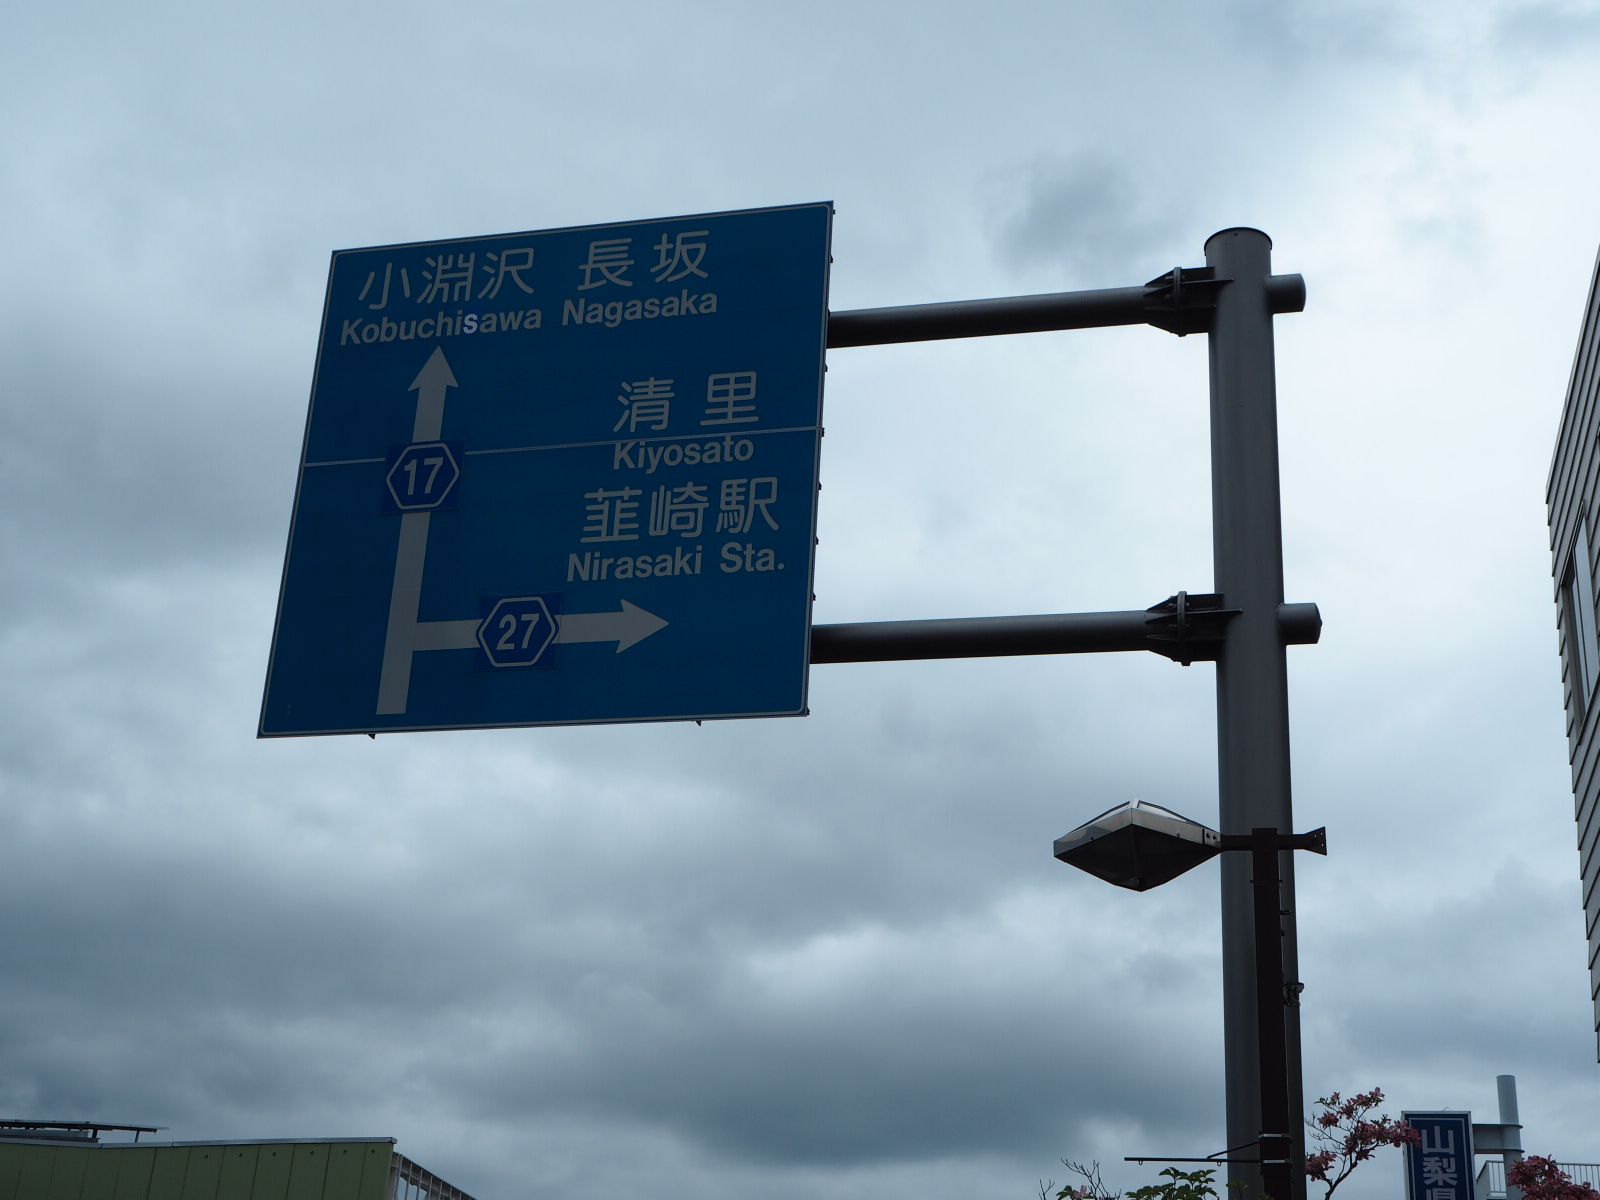 小淵沢 長坂
Kobuchisawa Nagasaka
清里
Kiyosato
17
韮崎駅
Nirasaki Sta.
27
山梨県